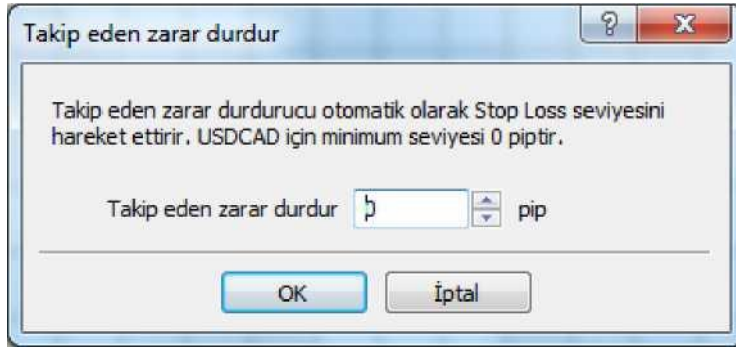 Takip eden zarar durdur
Takip eden zarar durdurucu otomatik olarak Stop Loss seviyesini
hareket ettirir. USDCAD için minimum seviyesi 0 piptir.
Takip eden zarar durdur pip
OK İptal